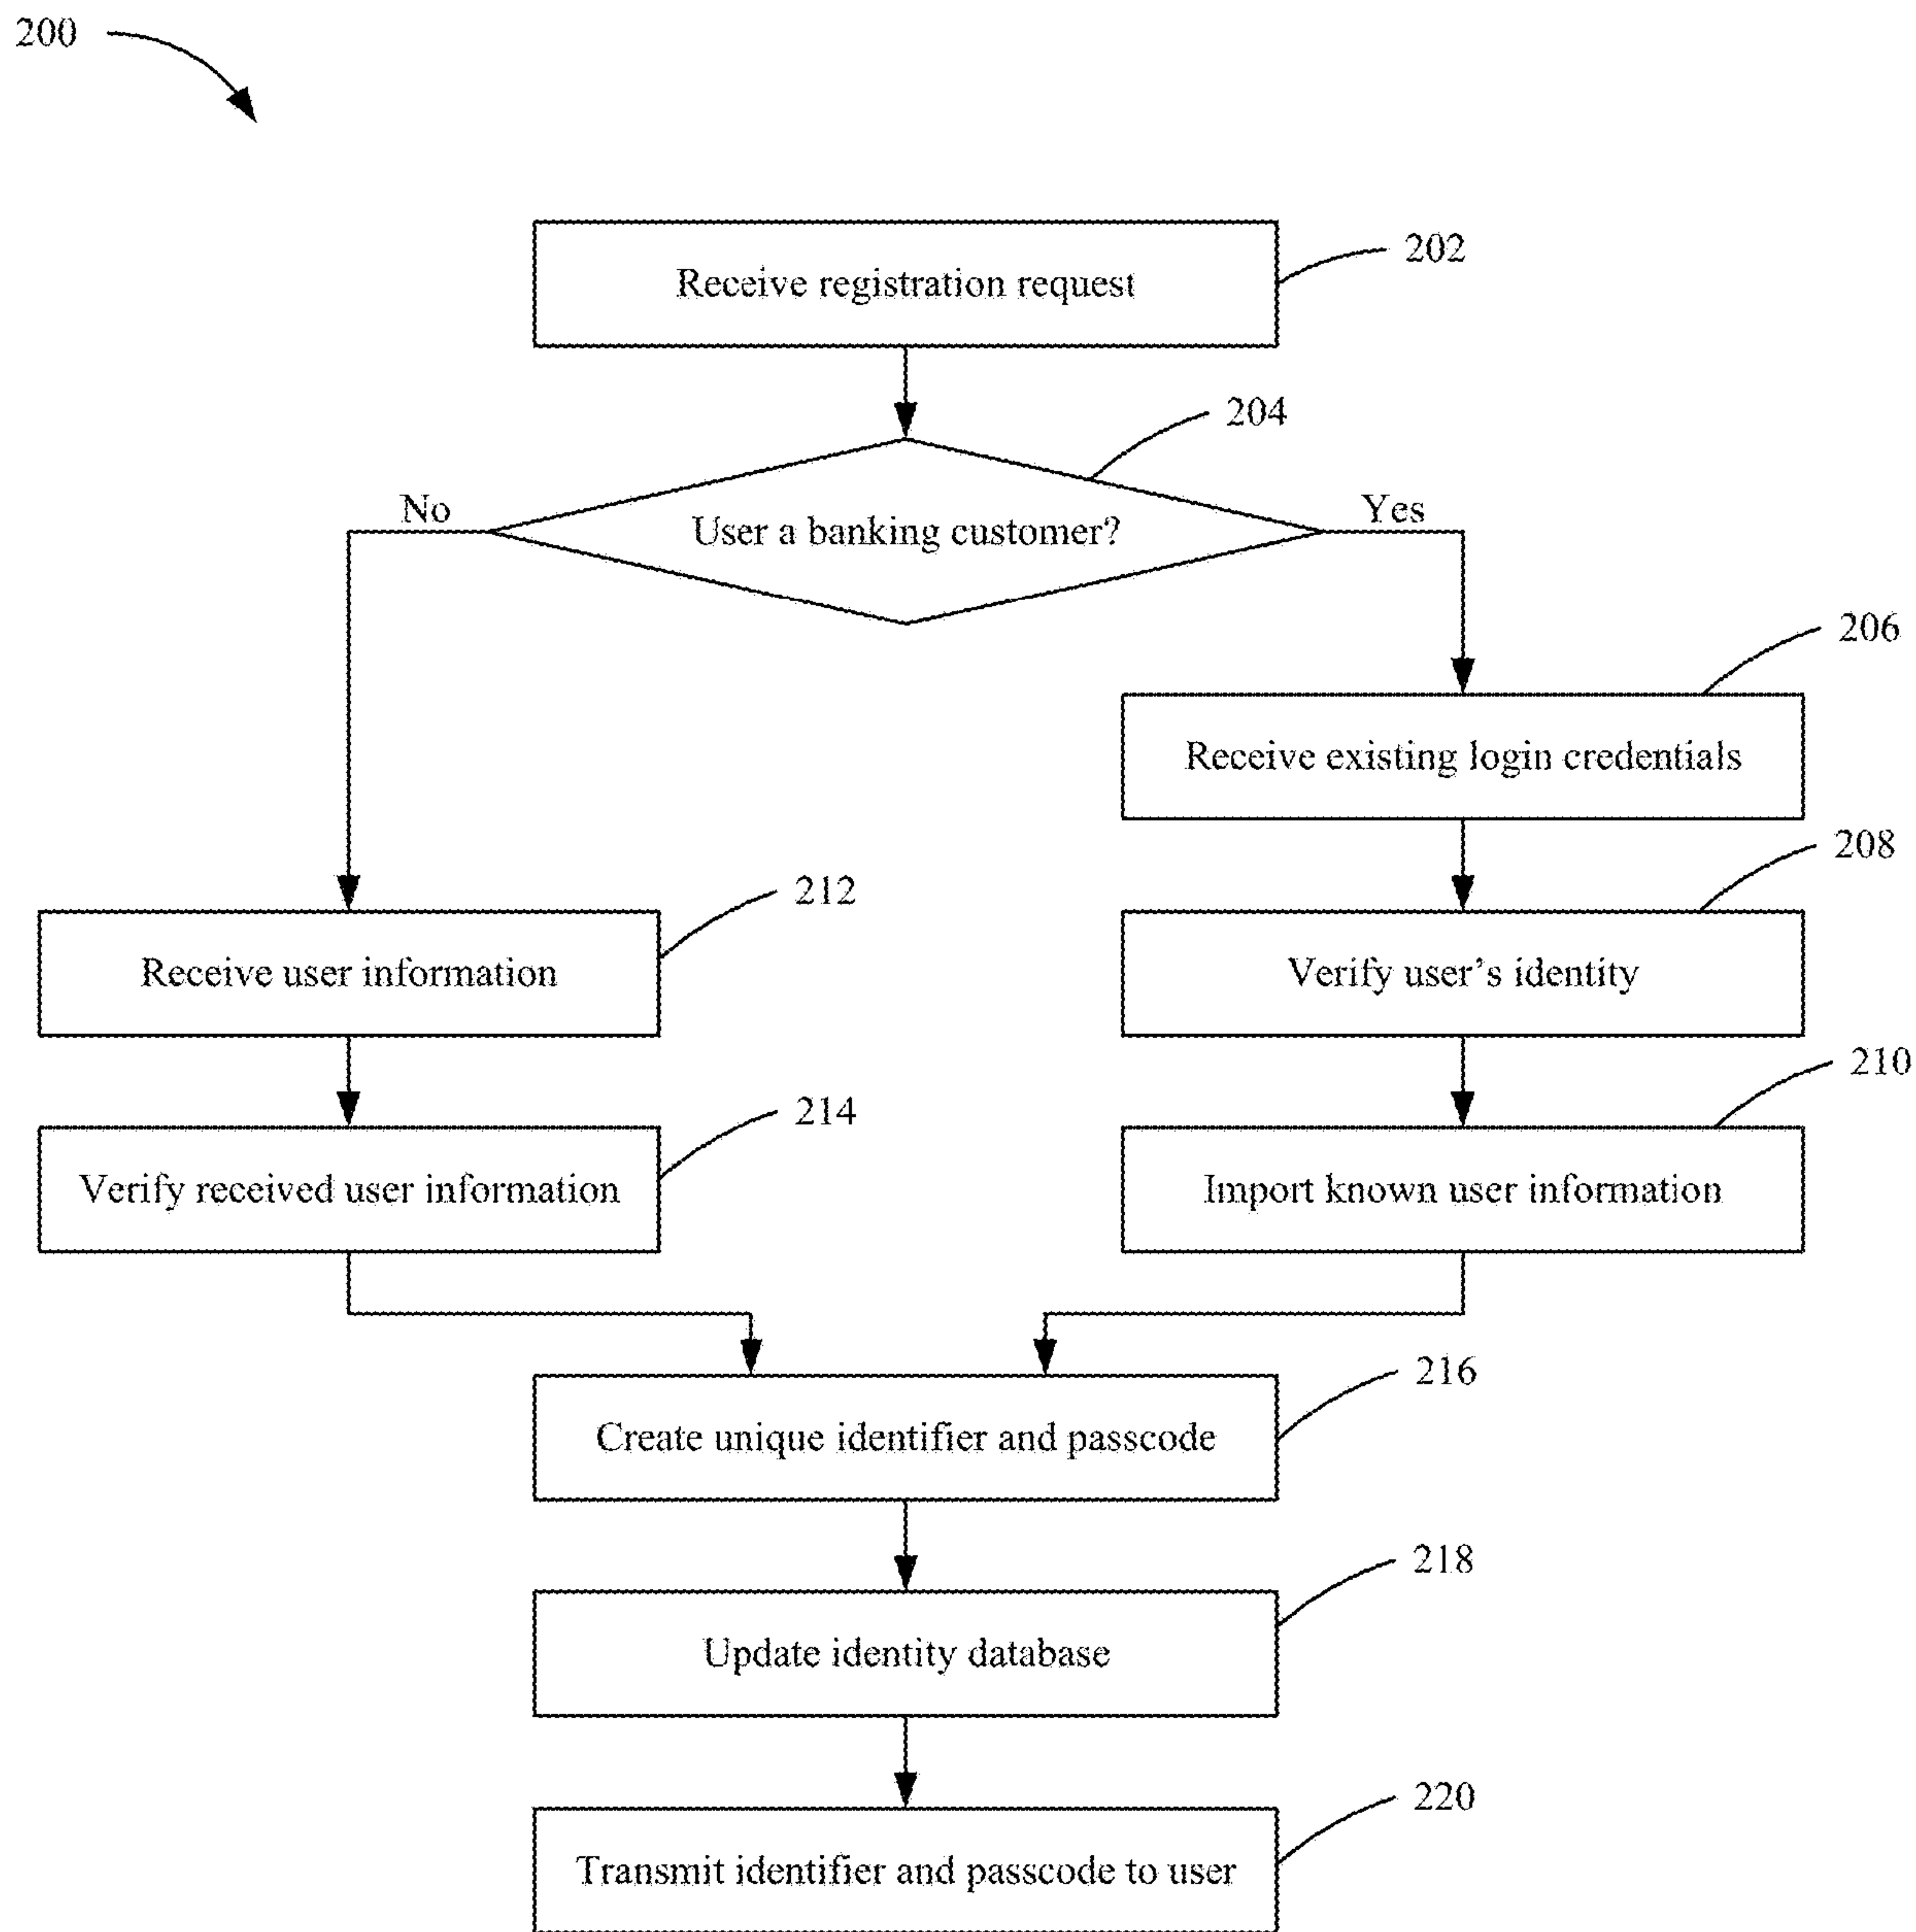 200
Receive registration request
202
204
User a banking customer?
No
Yes
206
Receive existing login credentials
208
212
Receive user information
Verify user’s identity
210
214
Verify received user information
Import known user information
216
Create unique identifier and passcode
218
Update identity database
220
Transmit identifier and passcode to user